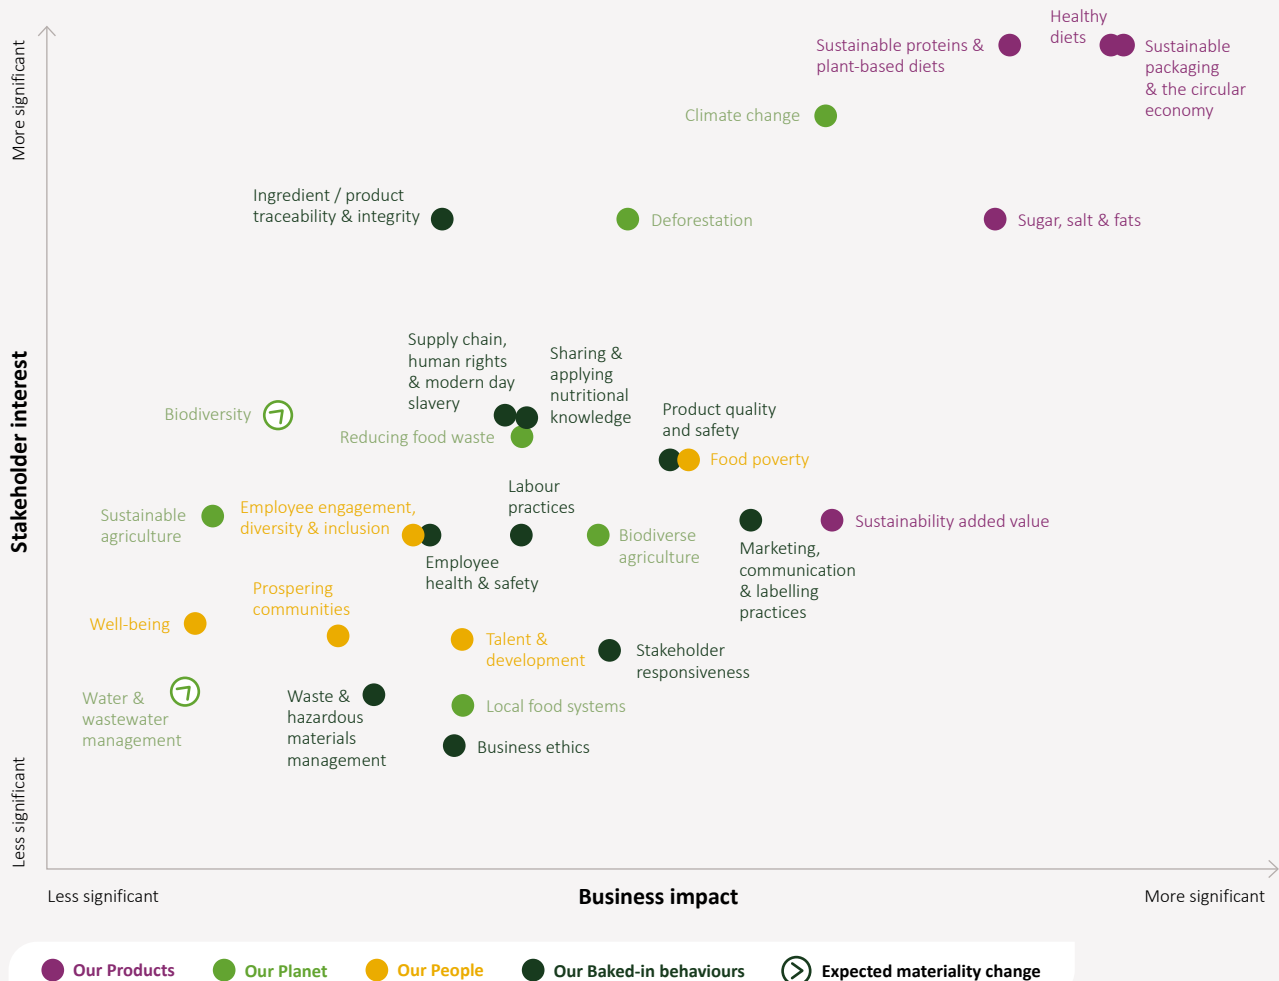 More significant
Healthy
diets
Sustainable proteins &
plant-based diets
Sustainable
packaging
& the circular
economy
Climate change
Ingredient / product
traceability & integrity
Deforestation
Sugar, salt & fats
Stakeholder interest
Supply chain,
human rights
& modern day
slavery
Sharing &
applying
nutritional
knowledge
Biodiversity
Reducing food waste
Product quality
and safety
Food poverty
Labour
practices
Sustainable
agriculture
Employee engagement,
diversity & inclusion
Employee
health & safety
Biodiverse
agriculture
Marketing,
communication
& labelling
practices
Sustainability added value
Prospering
communities
Well-being
Talent &
development
Stakeholder
responsiveness
Water &
wastewater
management
Waste &
hazardous
materials
management
Local food systems
Business ethics
Less significant
Less significant
Business impact
More significant
Our Products
Our Planet
Our People
Our Baked-in behaviours
Expected materiality change